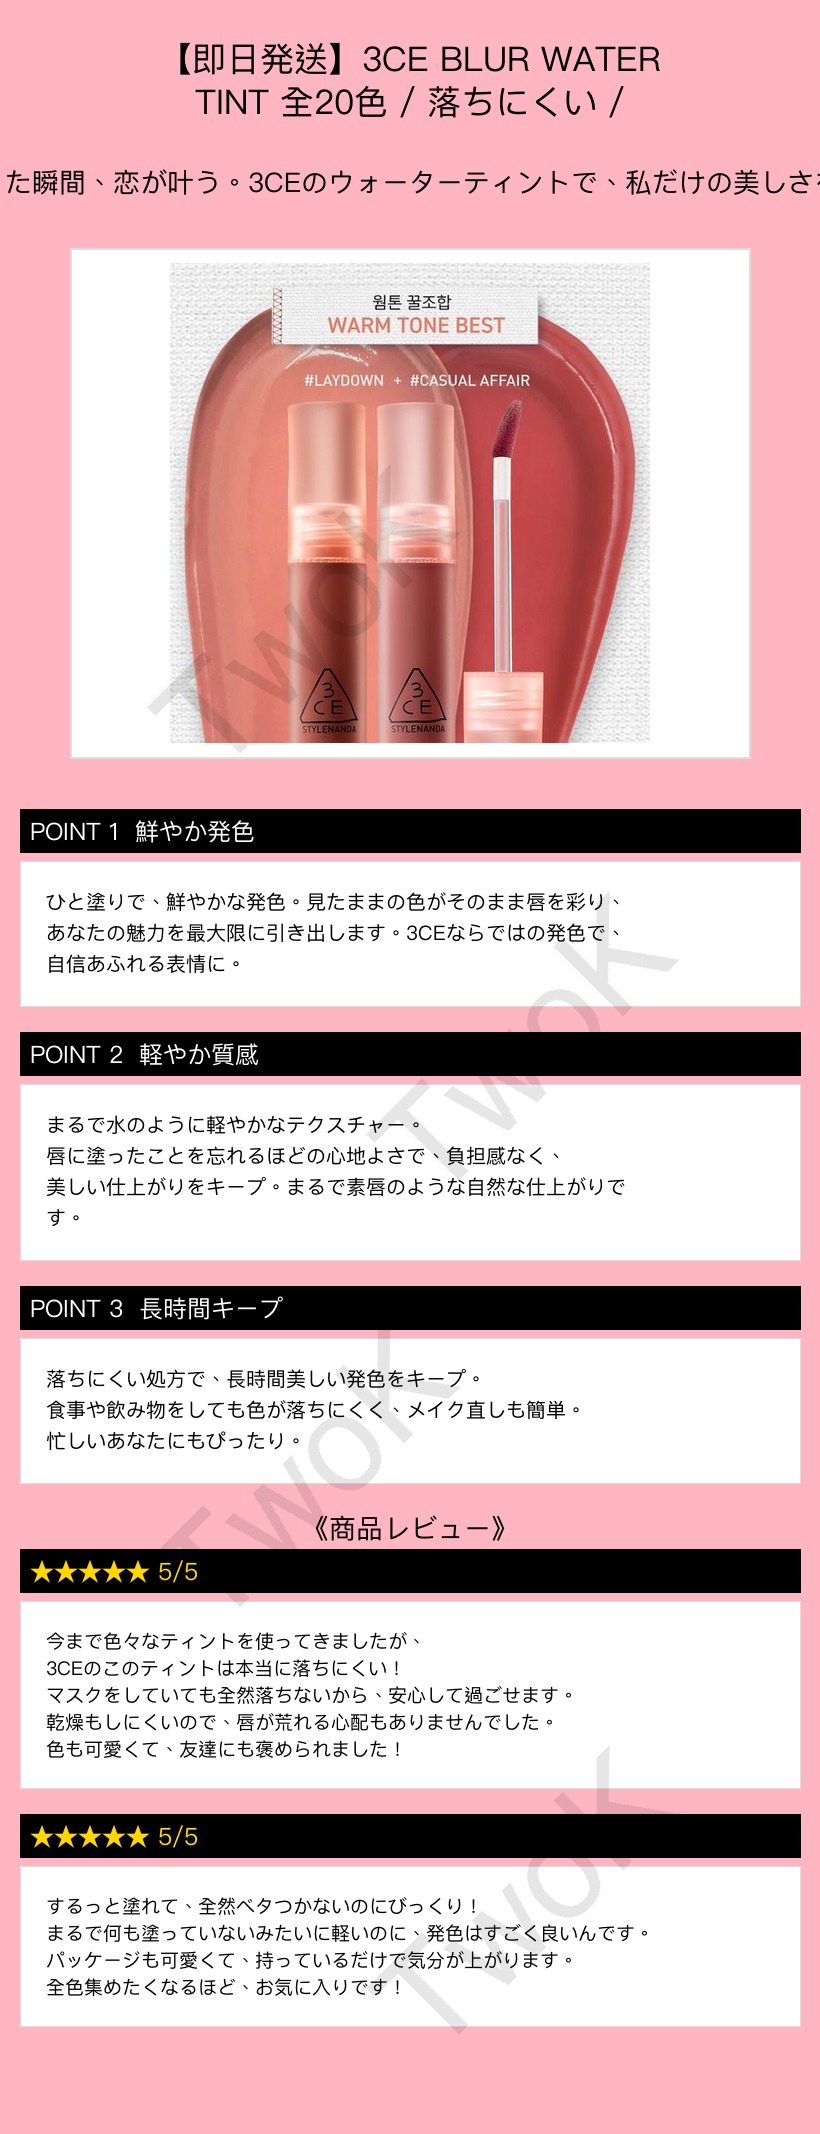 【即日発送】3CE BLUR WATER
TINT 全20色 / 落ちにくい /
た瞬間、恋が叶う。3CEのウォーターティントで、私だけの美しさを
웜톤 꿀조합
WARM TONE BEST
#LAYDOWN + #CASUAL AFFAIR
3CE
STYLENANDA
3CE
STYLENANDA
TwoK
POINT 1 鮮やか発色
ひと塗りで、鮮やかな発色。見たままの色がそのまま唇を彩り、
あなたの魅力を最大限に引き出します。3CEならではの発色で、
自信あふれる表情に。
TwoK
POINT 2 軽やか質感
まるで水のように軽やかなテクスチャー。
唇に塗ったことを忘れるほどの心地よさで、負担感なく、
美しい仕上がりをキープ。まるで素唇のような自然な仕上がりで
す。
POINT 3 長時間キープ
落ちにくい処方で、長時間美しい発色をキープ。
食事や飲み物をしても色が落ちにくく、メイク直しも簡単。
忙しいあなたにもぴったり。
TwoK
《商品レビュー》
★★★★★ 5/5
今まで色々なティントを使ってきましたが、
3CEのこのティントは本当に落ちにくい！
マスクをしていても全然落ちないから、安心して過ごせます。
乾燥もしにくいので、唇が荒れる心配もありませんでした。
色も可愛くて、友達にも褒められました！
★★★★★ 5/5
するっと塗れて、全然ベタつかないのにびっくり！
まるで何も塗っていないみたいに軽いのに、発色はすごく良いんです。
パッケージも可愛くて、持っているだけで気分が上がります。
全色集めたくなるほど、お気に入りです！
TwoK